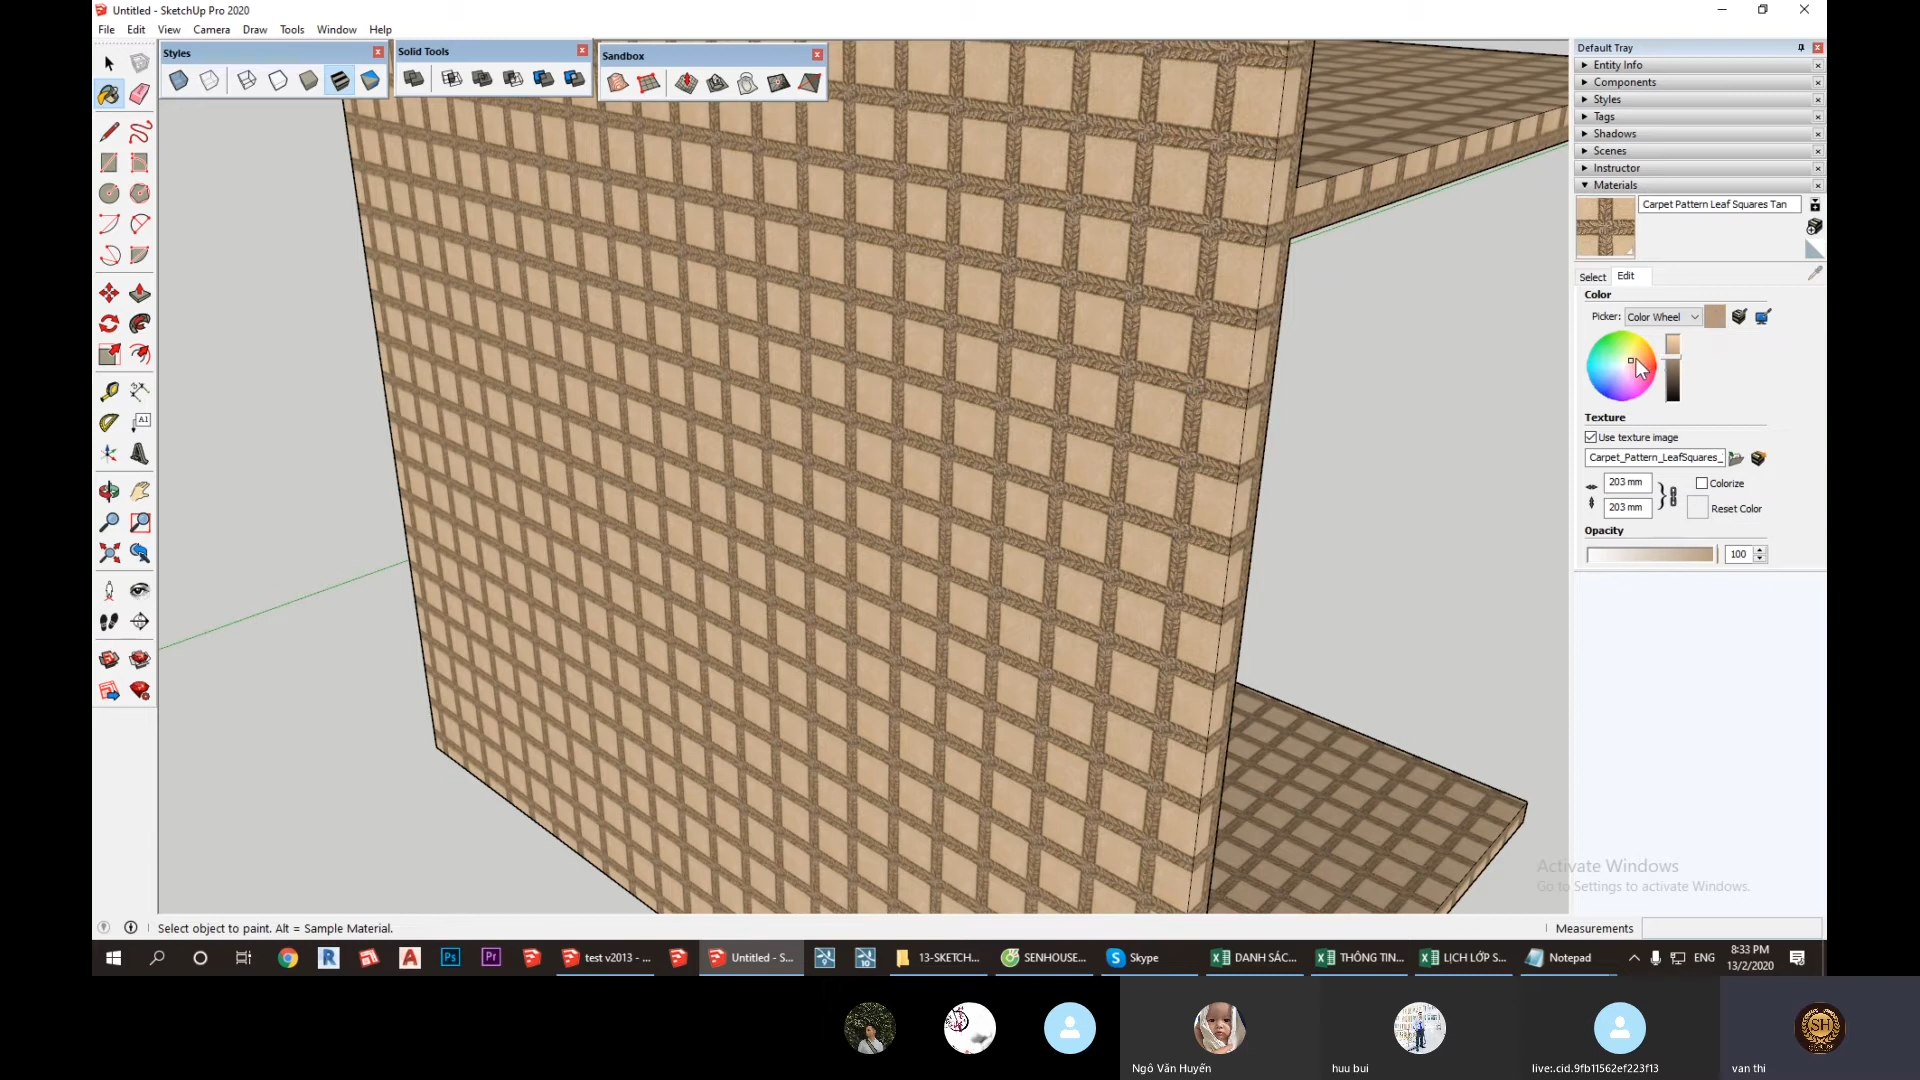 Untitled - SketchUp Pro 2020
File Edit View Camera Draw Tools Window Help
Styles
Solid Tools
Sandbox
Default Tray
Entity Info
Components
Styles
Tags
Shadows
Scenes
Instructor
Materials
Carpet Pattern Leaf Squares Tan
Select Edit
Color
Picker: Color Wheel
Texture
Use texture image
Carpet_Pattern_LeafSquares_
203 mm
Colorize
203 mm
Reset Color
Opacity
100
A1
Activate Windows
Go to Settings to activate Windows.
Select object to paint. Alt = Sample Material.
Measurements
test v2013 - ...
Untitled - S...
13-SKETCH...
SENHOUSE...
Skype
DANH SÁC...
THÔNG TIN...
LỊCH LỚP S...
Notepad
ENG
8:33 PM
13/2/2020
Ngô Văn Huyến
huu bui
live:.cid.9fb11562ef223f13
van thi
SH